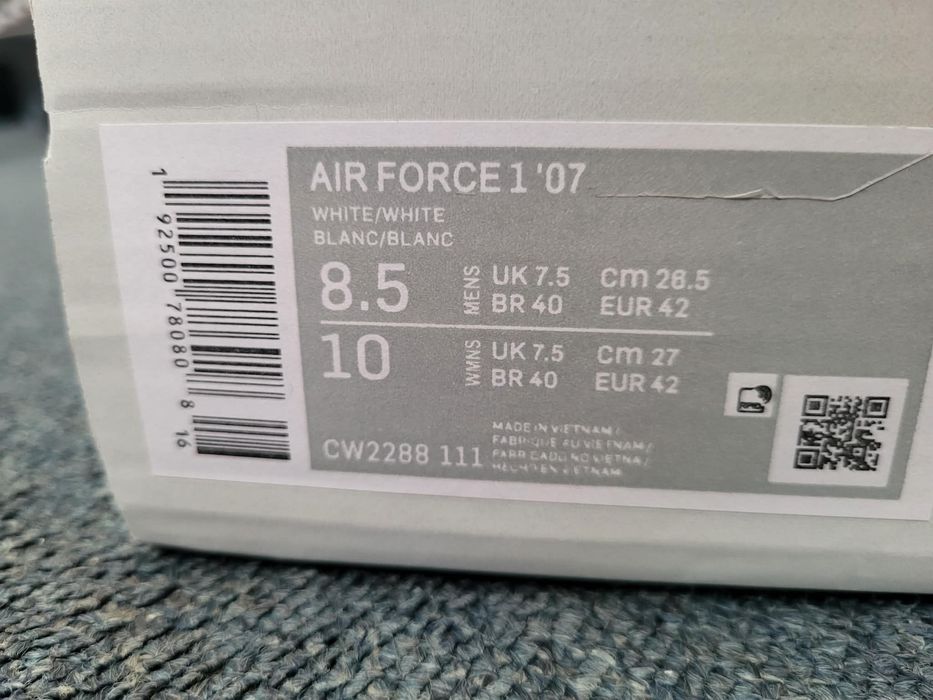 AIR FORCE 1 '07
WHITE/WHITE
BLANC/BLANC
8.5 MENS UK 7.5 cm 26.5
BR 40 EUR 42
10 WMNS UK 7.5 cm 27
BR 40 EUR 42
CW2288 111
MADE IN VIETNAM/
FABRIQUE AU VIETNAM/
FABRICADO NO VIETNA/
HECHO EN VIETNAM
1 92500 78080 8 16